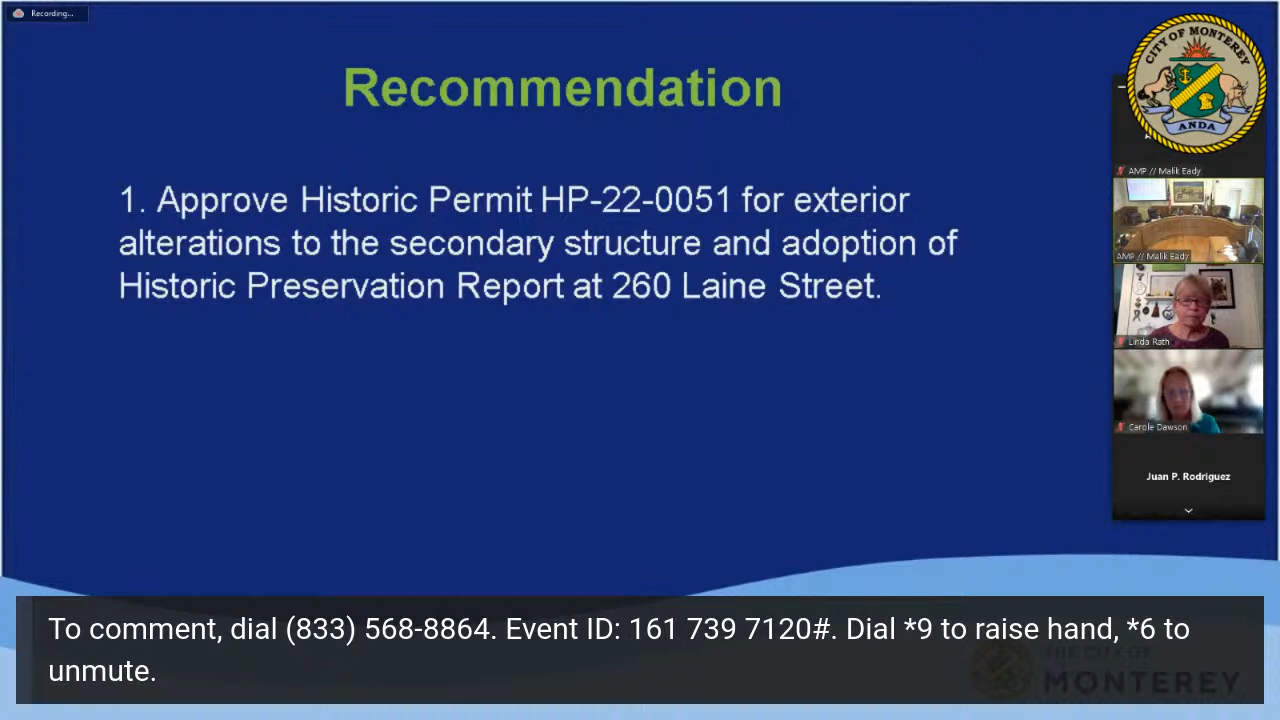 Recording...
Recommendation
CITY OF MONTEREY
ANDA
1. Approve Historic Permit HP-22-0051 for exterior
alterations to the secondary structure and adoption of
Historic Preservation Report at 260 Laine Street.
AMP // Malik Eady
AMP // Malik Eady
Linda Rath
Carole Dawson
Juan P. Rodriguez
To comment, dial (833) 568-8864. Event ID: 161 739 7120#. Dial *9 to raise hand, *6 to
unmute.
THE CITY OF
MONTEREY